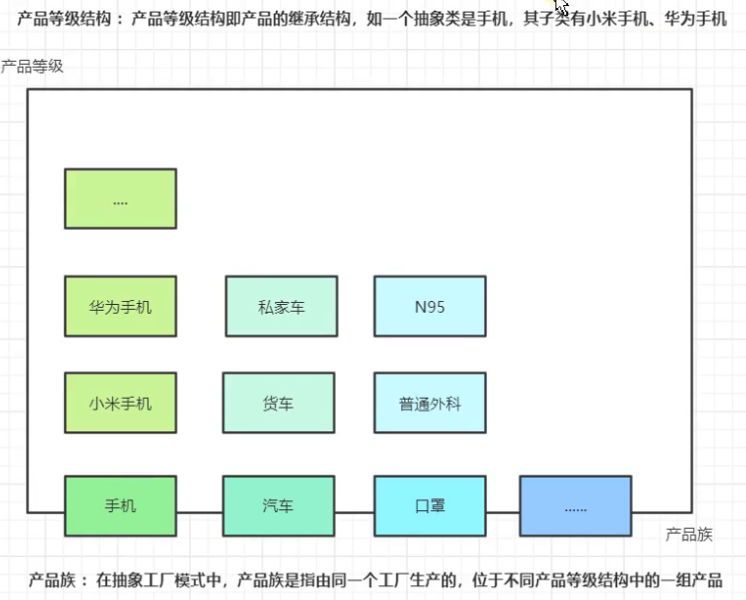 产品等级结构 ：产品等级结构即产品的继承结构，如一个抽象类是手机，其子类有小米手机、华为手机
产品等级
....
华为手机 私家车 N95
小米手机 货车 普通外科
手机 汽车 口罩 ......
产品族
产品族 ：在抽象工厂模式中，产品族是指由同一个工厂生产的，位于不同产品等级结构中的一组产品